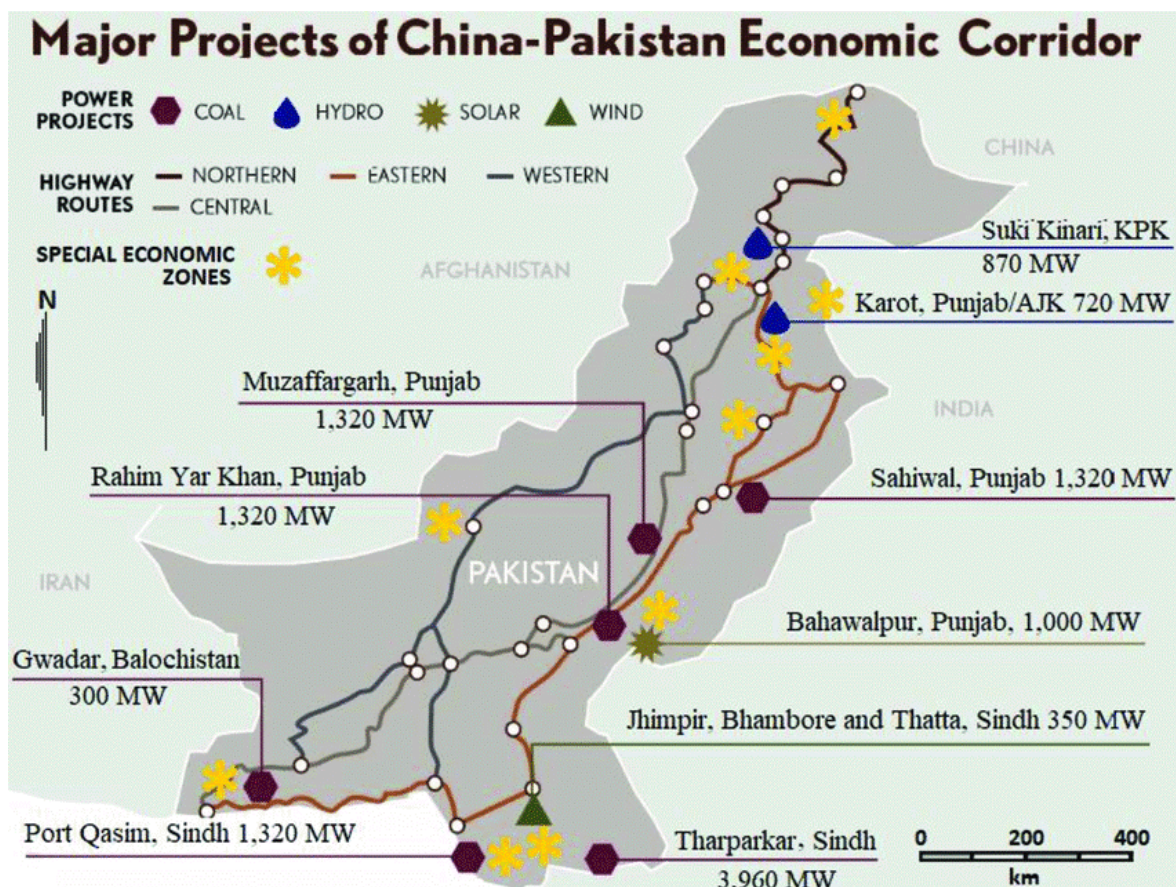 Major Projects of China-Pakistan Economic Corridor
POWER
PROJECTS
COAL
HYDRO
SOLAR
WIND
HIGHWAY
ROUTES
NORTHERN
EASTERN
WESTERN
CENTRAL
SPECIAL ECONOMIC
ZONES
N
CHINA
AFGHANISTAN
Suki Kinari, KPK
870 MW
Karot, Punjab/AJK 720 MW
Muzaffargarh, Punjab
1,320 MW
INDIA
Rahim Yar Khan, Punjab
1,320 MW
Sahiwal, Punjab 1,320 MW
IRAN
PAKISTAN
Bahawalpur, Punjab, 1,000 MW
Gwadar, Balochistan
300 MW
Jhimpir, Bhambore and Thatta, Sindh 350 MW
Port Qasim, Sindh 1,320 MW
Tharparkar, Sindh
3,960 MW
0 200 400
km